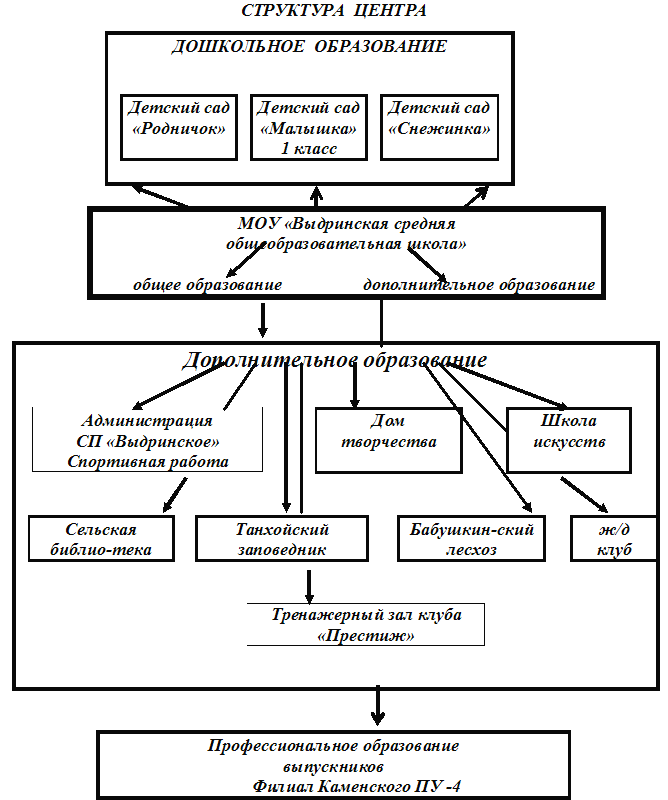 СТРУКТУРА ЦЕНТРА
ДОШКОЛЬНОЕ ОБРАЗОВАНИЕ
Детский сад
«Родничок»
Детский сад
«Малышка»
1 класс
Детский сад
«Снежинка»
МОУ «Выдринская средняя
общеобразовательная школа»
общее образование
дополнительное образование
Дополнительное образование
Администрация
СП «Выдринское»
Спортивная работа
Дом
творчества
Школа
искусств
Сельская
библио-тека
Танхойский
заповедник
Бабушкин-ский
лесхоз
ж/д
клуб
Тренажерный зал клуба
«Престиж»
Профессиональное образование
выпускников
Филиал Каменского ПУ -4